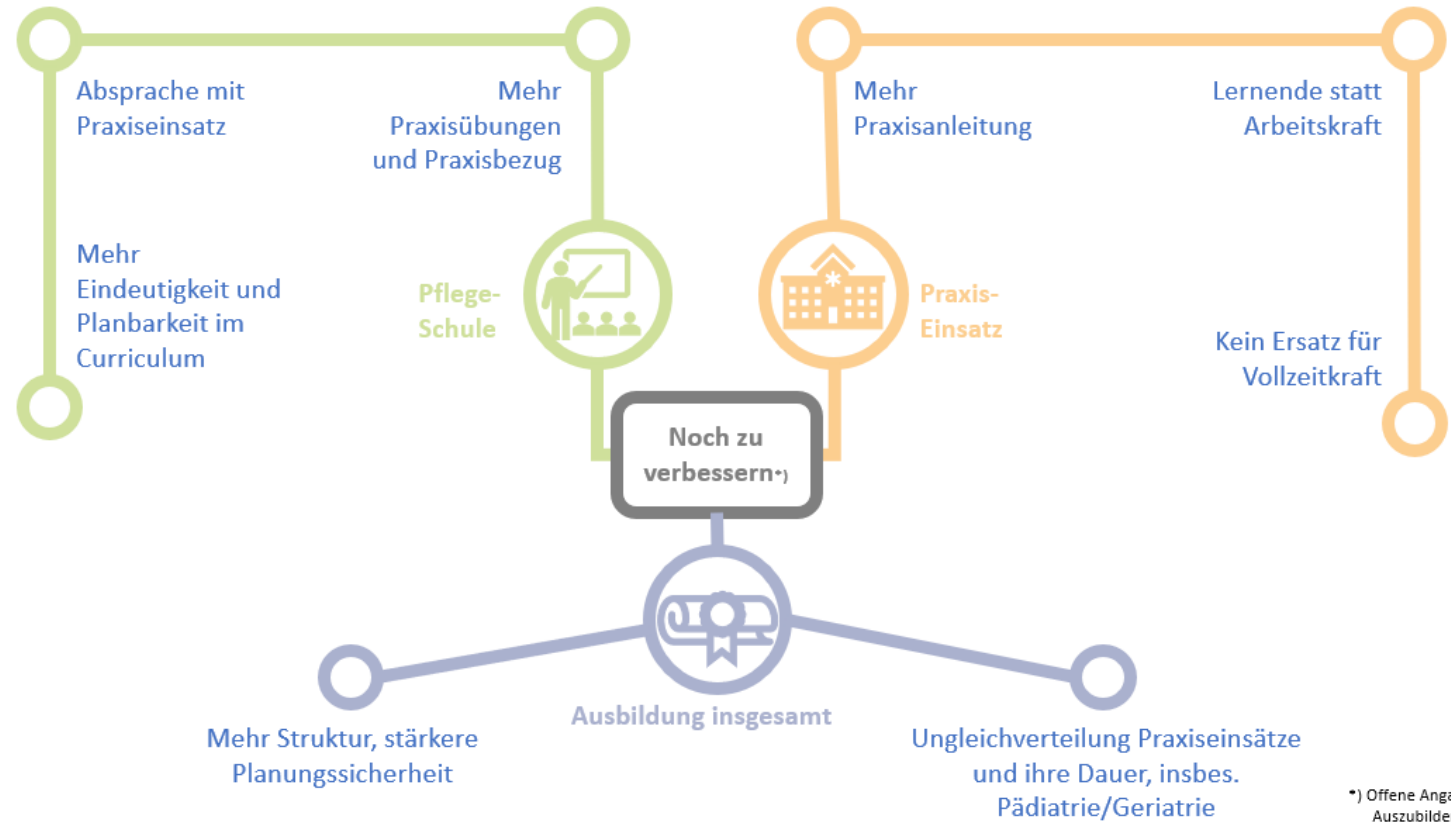 Absprache mit
Praxiseinsatz
Mehr
Praxisübungen
und Praxisbezug
Mehr
Praxisanleitung
Lernende statt
Arbeitskraft
Mehr
Eindeutigkeit und
Planbarkeit im
Curriculum
Pflege-
Schule
Praxis-
Einsatz
Kein Ersatz für
Vollzeitkraft
Noch zu
verbessern*)
Ausbildung insgesamt
Mehr Struktur, stärkere
Planungssicherheit
Ungleichverteilung Praxiseinsätze
und ihre Dauer, insbes.
Pädiatrie/Geriatrie
*) Offene